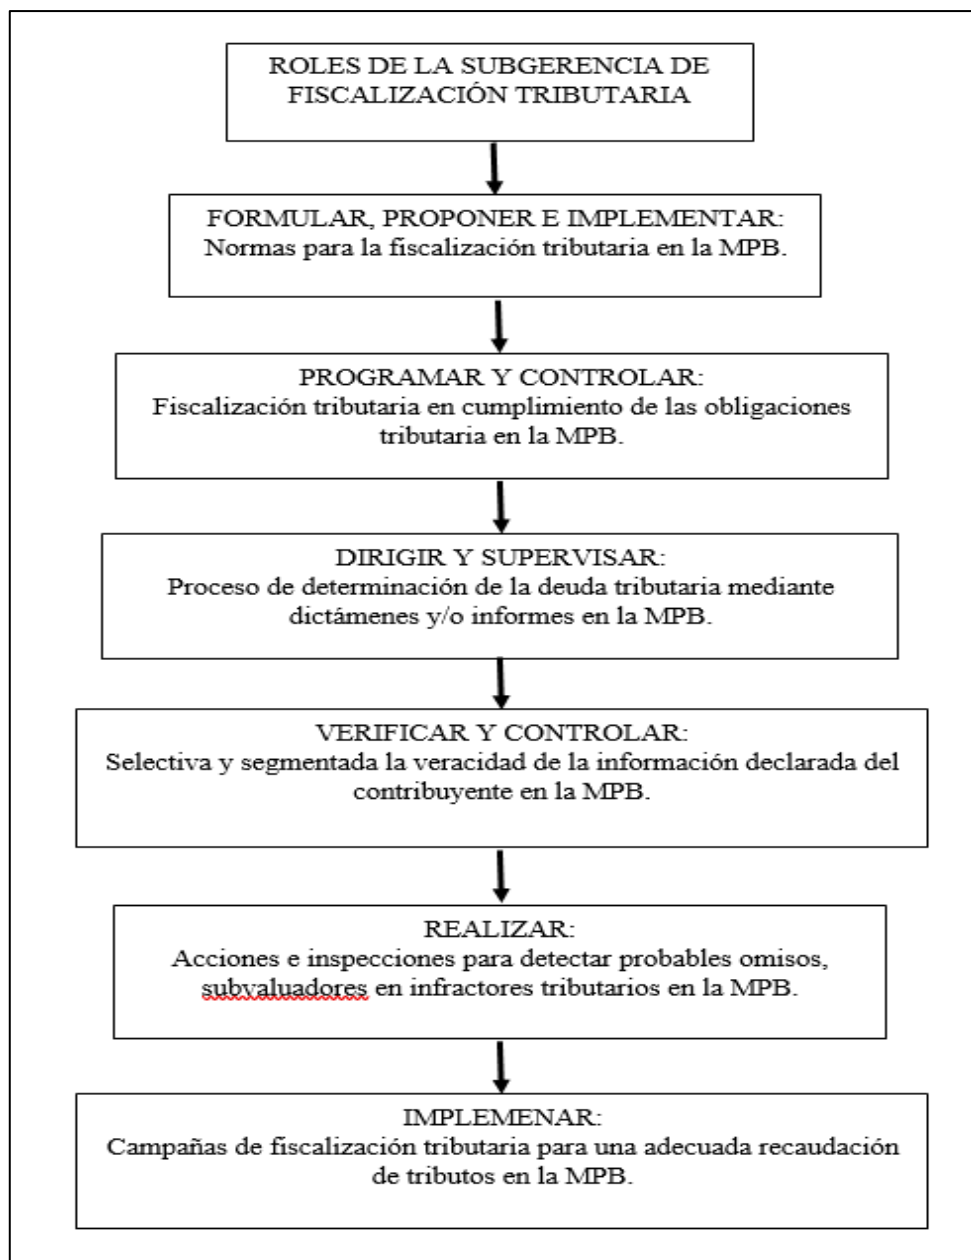 ROLES DE LA SUBGERENCIA DE
FISCALIZACIÓN TRIBUTARIA
FORMULAR, PROPONER E IMPLEMENTAR:
Normas para la fiscalización tributaria en la MPB.
PROGRAMAR Y CONTROLAR:
Fiscalización tributaria en cumplimiento de las obligaciones
tributaria en la MPB.
DIRIGIR Y SUPERVISAR:
Proceso de determinación de la deuda tributaria mediante
dictámenes y/o informes en la MPB.
VERIFICAR Y CONTROLAR:
Selectiva y segmentada la veracidad de la información declarada del
contribuyente en la MPB.
REALIZAR:
Acciones e inspecciones para detectar probables omisos,
subvaluadores en infractores tributarios en la MPB.
IMPLEMENAR:
Campañas de fiscalización tributaria para una adecuada recaudación
de tributos en la MPB.